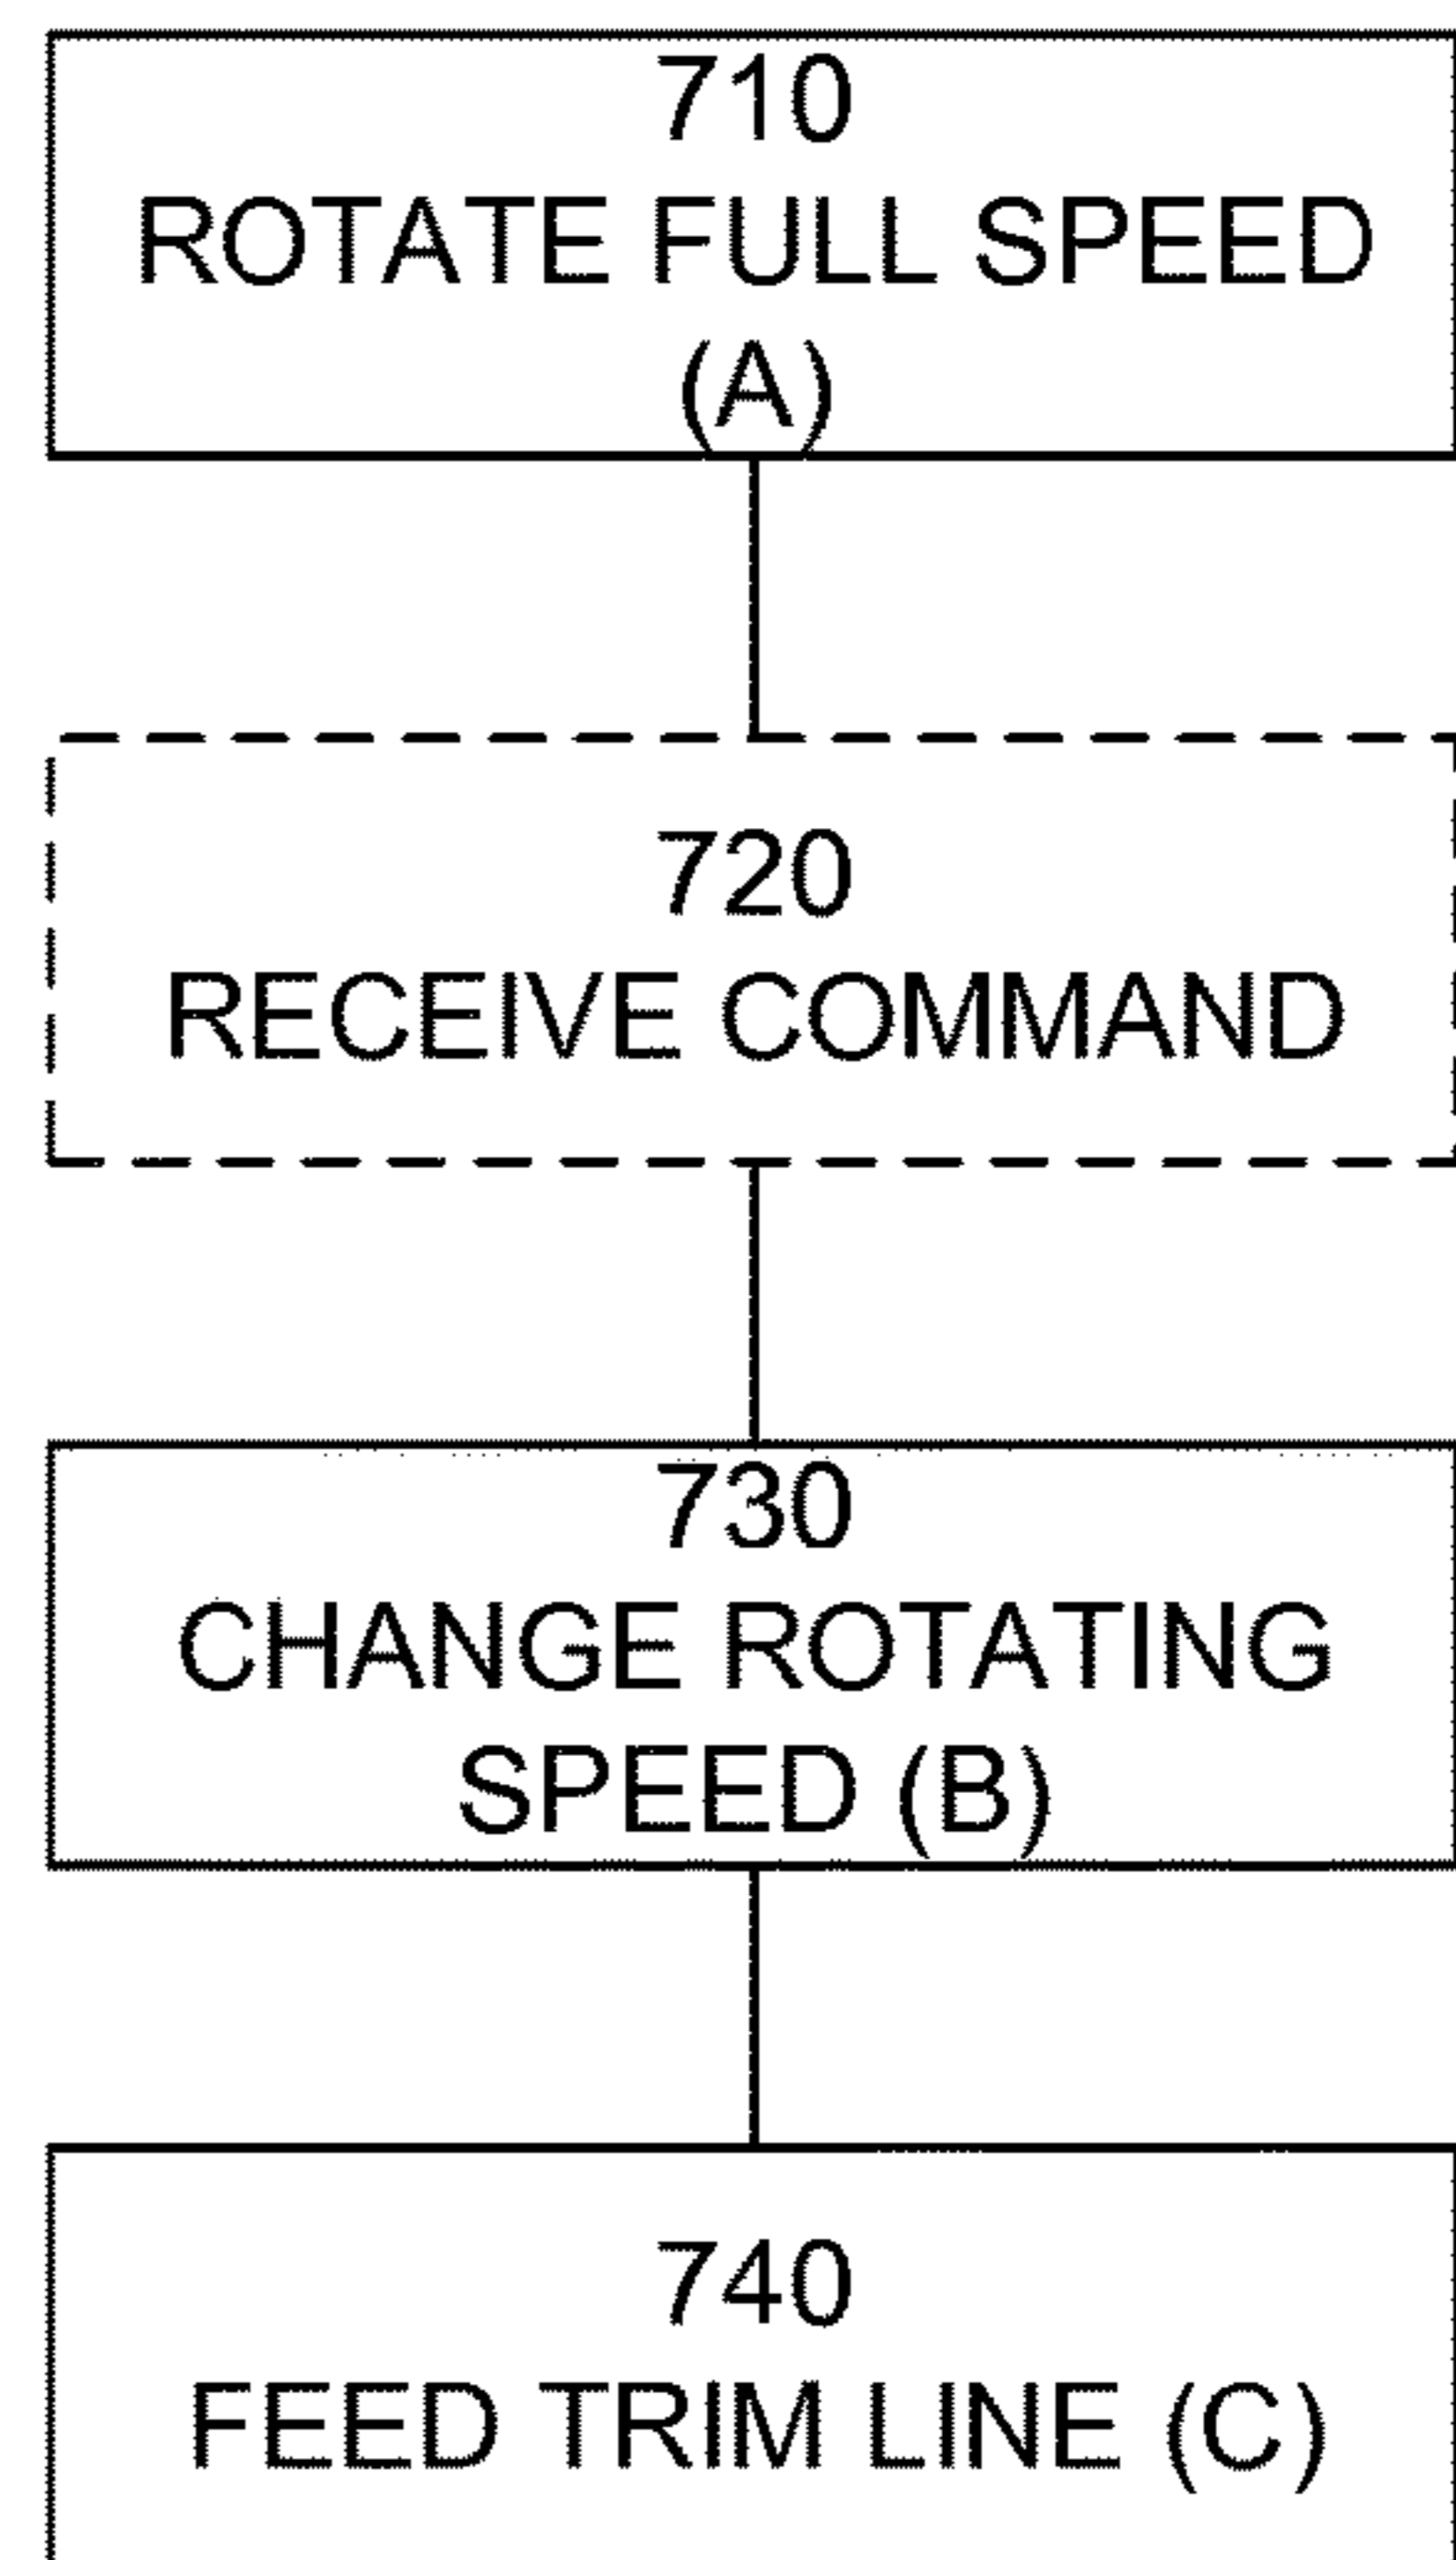 710
ROTATE FULL SPEED
(A)
720
RECEIVE COMMAND
730
CHANGE ROTATING
SPEED (B)
740
FEED TRIM LINE (C)